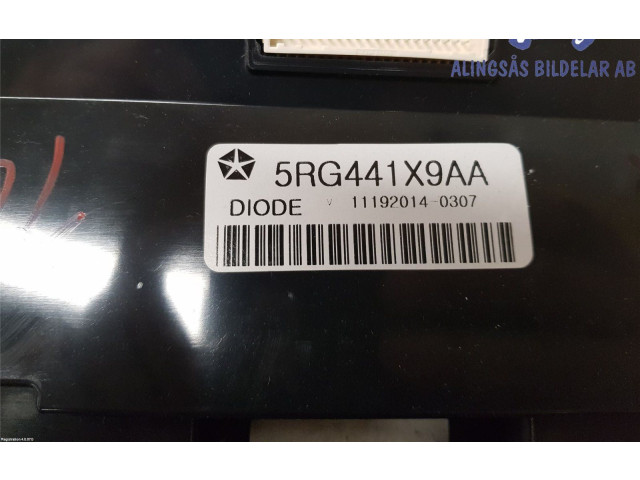 ALINGSÅS BILDELAR AB
5RG441X9AA
DIODE V 11192014-0307